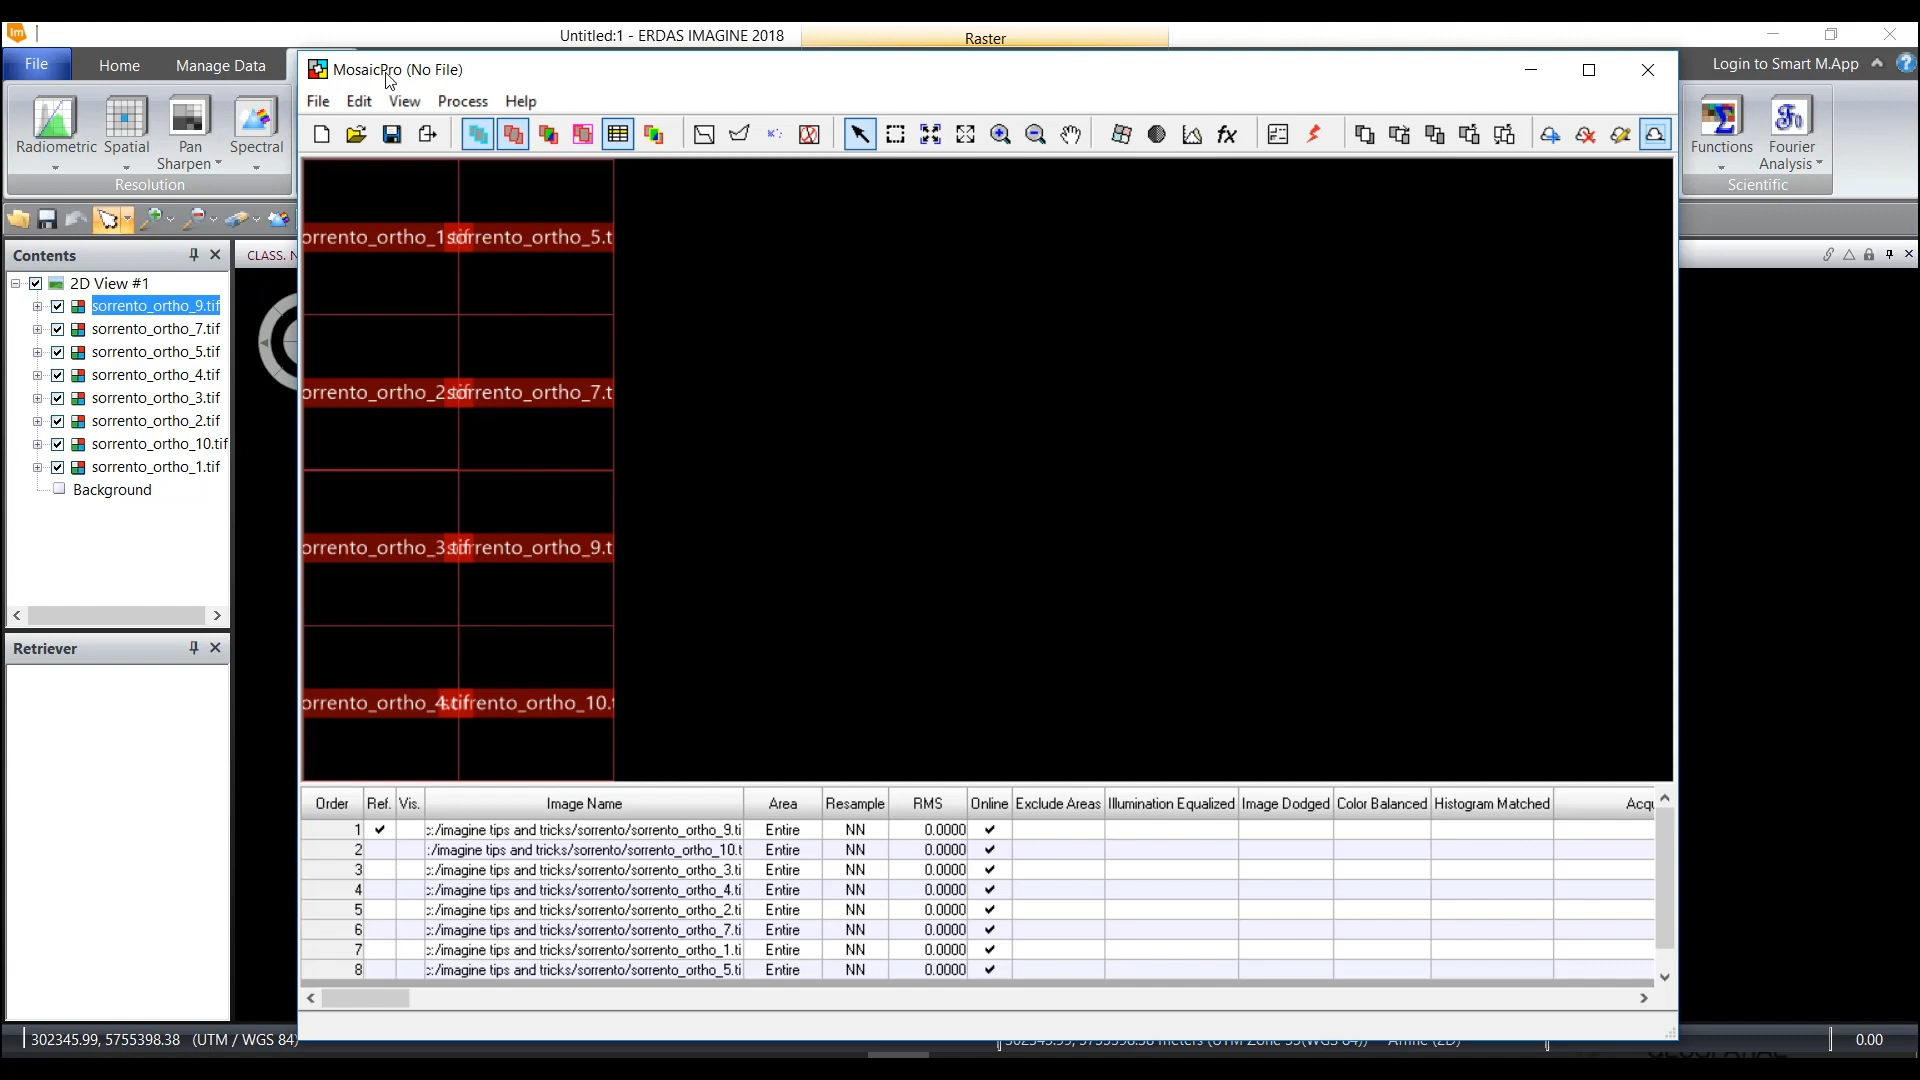 Untitled:1 - ERDAS IMAGINE 2018
Raster
File
Home
Manage Data
Login to Smart M.App
MosaicPro (No File)
File Edit View Process Help
Radiometric
Spatial
Pan Sharpen
Spectral
Resolution
Functions
Fourier Analysis
Scientific
Contents
2D View #1
sorrento_ortho_9.tif
sorrento_ortho_7.tif
sorrento_ortho_5.tif
sorrento_ortho_4.tif
sorrento_ortho_3.tif
sorrento_ortho_2.tif
sorrento_ortho_10.tif
sorrento_ortho_1.tif
Background
CLASS. N
Retriever
orrento_ortho_1.tif
sorrento_ortho_5.t
orrento_ortho_2.tif
sorrento_ortho_7.t
orrento_ortho_3.tif
sorrento_ortho_9.t
orrento_ortho_4.tif
sorrento_ortho_10.t
Order Ref. Vis. Image Name Area Resample RMS Online Exclude Areas Illumination Equalized Image Dodged Color Balanced Histogram Matched Acqu
1 :/imagine tips and tricks/sorrento/sorrento_ortho_9.ti Entire NN 0.0000
2 :/imagine tips and tricks/sorrento/sorrento_ortho_10.t Entire NN 0.0000
3 :/imagine tips and tricks/sorrento/sorrento_ortho_3.ti Entire NN 0.0000
4 :/imagine tips and tricks/sorrento/sorrento_ortho_4.ti Entire NN 0.0000
5 :/imagine tips and tricks/sorrento/sorrento_ortho_2.ti Entire NN 0.0000
6 :/imagine tips and tricks/sorrento/sorrento_ortho_7.ti Entire NN 0.0000
7 :/imagine tips and tricks/sorrento/sorrento_ortho_1.ti Entire NN 0.0000
8 :/imagine tips and tricks/sorrento/sorrento_ortho_5.ti Entire NN 0.0000
302345.99, 5755398.38 (UTM / WGS 84)
0.00